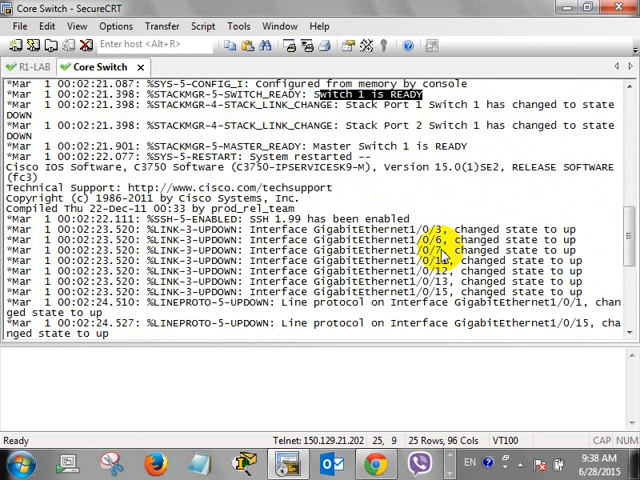 Core Switch - SecureCRT
File Edit View Options Transfer Script Tools Window Help
Enter host <Alt+R>
R1-LAB Core Switch
*Mar 1 00:02:21.087: %SYS-5-CONFIG_I: Configured from memory by console
*Mar 1 00:02:21.398: %STACKMGR-5-SWITCH_READY: Switch 1 is READY
*Mar 1 00:02:21.398: %STACKMGR-4-STACK_LINK_CHANGE: Stack Port 1 Switch 1 has changed to state
DOWN
*Mar 1 00:02:21.398: %STACKMGR-4-STACK_LINK_CHANGE: Stack Port 2 Switch 1 has changed to state
DOWN
*Mar 1 00:02:21.901: %STACKMGR-5-MASTER_READY: Master Switch 1 is READY
*Mar 1 00:02:22.077: %SYS-5-RESTART: System restarted --
Cisco IOS Software, C3750 Software (C3750-IPSERVICESK9-M), Version 15.0(1)SE2, RELEASE SOFTWARE
(fc3)
Technical Support: http://www.cisco.com/techsupport
Copyright (c) 1986-2011 by Cisco Systems, Inc.
Compiled Thu 22-Dec-11 00:33 by prod_rel_team
*Mar 1 00:02:22.111: %SSH-5-ENABLED: SSH 1.99 has been enabled
*Mar 1 00:02:23.520: %LINK-3-UPDOWN: Interface GigabitEthernet1/0/3, changed state to up
*Mar 1 00:02:23.520: %LINK-3-UPDOWN: Interface GigabitEthernet1/0/6, changed state to up
*Mar 1 00:02:23.520: %LINK-3-UPDOWN: Interface GigabitEthernet1/0/7, changed state to up
*Mar 1 00:02:23.520: %LINK-3-UPDOWN: Interface changed state to up
*Mar 1 00:02:23.520: %LINK-3-UPDOWN: Interface GigabitEthernet1/0/12, changed state to up
*Mar 1 00:02:23.520: %LINK-3-UPDOWN: Interface GigabitEthernet1/0/13, changed state to up
*Mar 1 00:02:23.520: %LINK-3-UPDOWN: Interface GigabitEthernet1/0/15, changed state to up
*Mar 1 00:02:24.510: %LINEPROTO-5-UPDOWN: Line protocol on Interface GigabitEthernet1/0/1, chan
ged state to up
*Mar 1 00:02:24.527: %LINEPROTO-5-UPDOWN: Line protocol on Interface GigabitEthernet1/0/15, cha
nged state to up
Ready Telnet: 150.129.21.202 25, 9 25 Rows, 96 Cols VT100 CAP NUM
EN 9:38 AM
6/28/2015